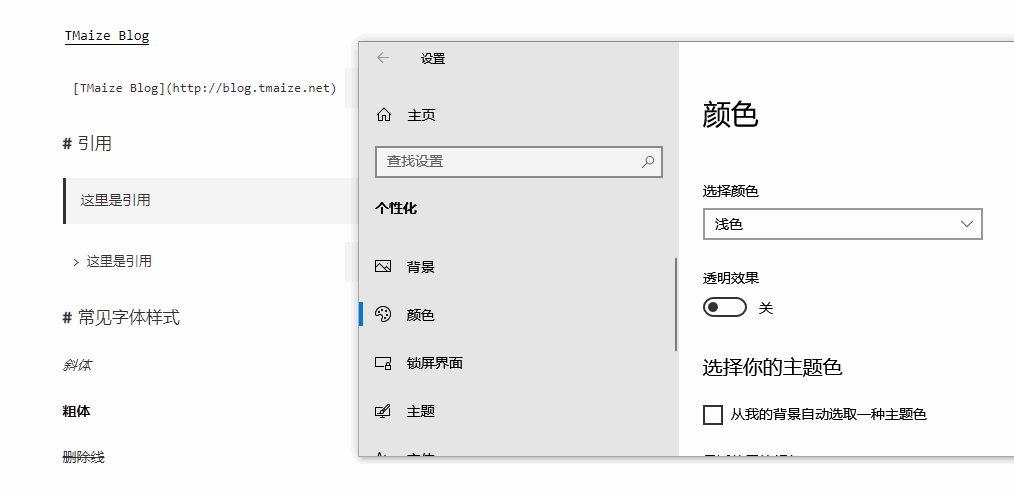 TMaize Blog
[TMaize Blog](http://blog.tmaize.net)
# 引用
这里是引用
> 这里是引用
# 常见字体样式
斜体
粗体
删除线
设置
主页
查找设置
个性化
背景
颜色
锁屏界面
主题
颜色
选择颜色
浅色
透明效果
关
选择你的主题色
从我的背景自动选取一种主题色